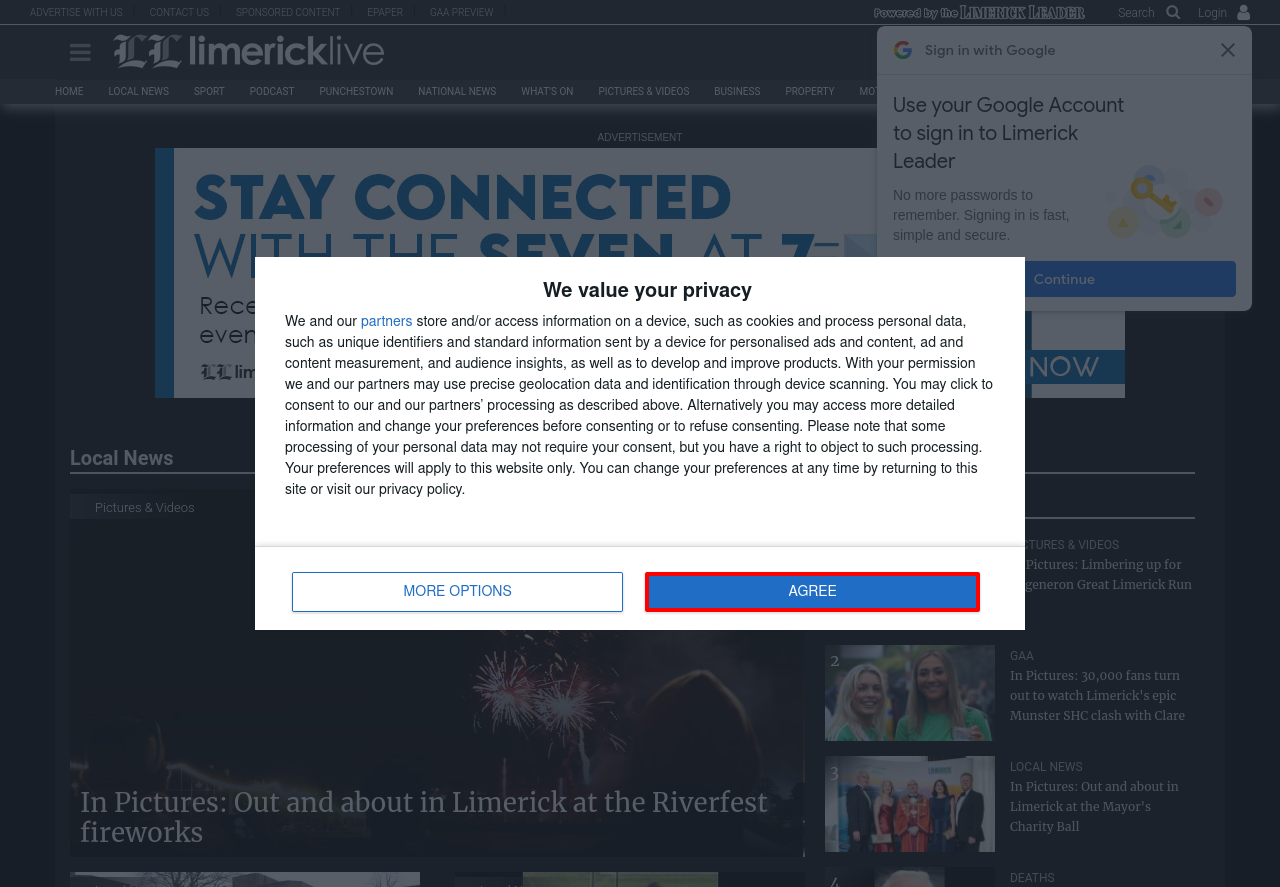 ADVERTISE WITH US CONTACT US SPONSORED CONTENT EPAPER GAA PREVIEW
Powered by the LIMERICK LEADER
Search Login
LL limericklive
HOME LOCAL NEWS SPORT PODCAST PUNCHESTOWN NATIONAL NEWS WHAT'S ON PICTURES & VIDEOS BUSINESS PROPERTY
Sign in with Google
Use your Google Account
to sign in to Limerick
Leader
No more passwords to
remember. Signing in is fast,
simple and secure.
Continue
ADVERTISEMENT
STAY CONNECTED
WITH THE SEVEN AT 7
NOW
We value your privacy
We and our partners store and/or access information on a device, such as cookies and process personal data,
such as unique identifiers and standard information sent by a device for personalised ads and content, ad and
content measurement, and audience insights, as well as to develop and improve products. With your permission
we and our partners may use precise geolocation data and identification through device scanning. You may click to
consent to our and our partners’ processing as described above. Alternatively you may access more detailed
information and change your preferences before consenting or to refuse consenting. Please note that some
processing of your personal data may not require your consent, but you have a right to object to such processing.
Your preferences will apply to this website only. You can change your preferences at any time by returning to this
site or visit our privacy policy.
MORE OPTIONS AGREE
Local News
Pictures & Videos
In Pictures: Out and about in Limerick at the Riverfest
fireworks
& VIDEOS
Pictures: Limbering up for
Great Limerick Run
2
GAA
In Pictures: 30,000 fans turn
out to watch Limerick's epic
Munster SHC clash with Clare
3
LOCAL NEWS
In Pictures: Out and about in
Limerick at the Mayor's
Charity Ball
4
DEATHS